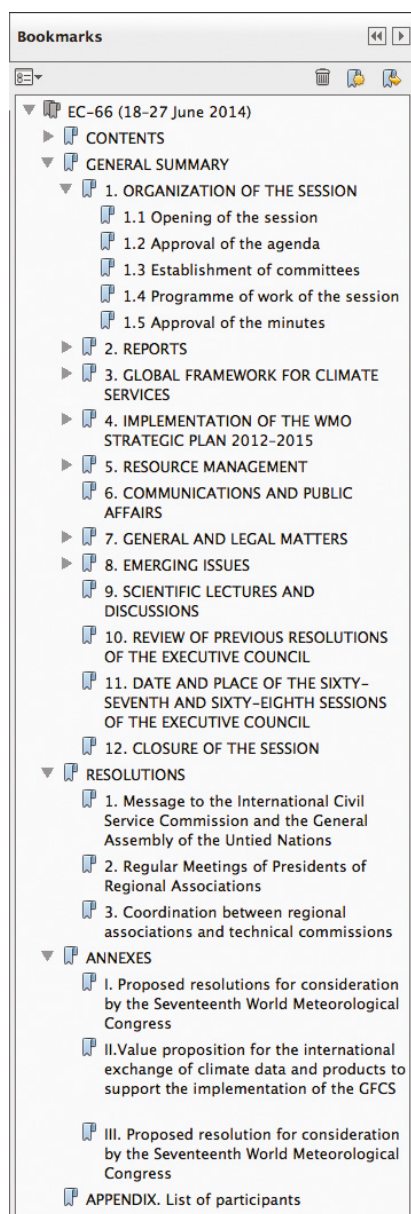 Bookmarks
EC-66 (18-27 June 2014)
CONTENTS
GENERAL SUMMARY
1. ORGANIZATION OF THE SESSION
1.1 Opening of the session
1.2 Approval of the agenda
1.3 Establishment of committees
1.4 Programme of work of the session
1.5 Approval of the minutes
2. REPORTS
3. GLOBAL FRAMEWORK FOR CLIMATE
SERVICES
4. IMPLEMENTATION OF THE WMO
STRATEGIC PLAN 2012-2015
5. RESOURCE MANAGEMENT
6. COMMUNICATIONS AND PUBLIC
AFFAIRS
7. GENERAL AND LEGAL MATTERS
8. EMERGING ISSUES
9. SCIENTIFIC LECTURES AND
DISCUSSIONS
10. REVIEW OF PREVIOUS RESOLUTIONS
OF THE EXECUTIVE COUNCIL
11. DATE AND PLACE OF THE SIXTY-
SEVENTH AND SIXTY-EIGHTH SESSIONS
OF THE EXECUTIVE COUNCIL
12. CLOSURE OF THE SESSION
RESOLUTIONS
1. Message to the International Civil
Service Commission and the General
Assembly of the Untied Nations
2. Regular Meetings of Presidents of
Regional Associations
3. Coordination between regional
associations and technical commissions
ANNEXES
I. Proposed resolutions for consideration
by the Seventeenth World Meteorological
Congress
II.Value proposition for the international
exchange of climate data and products to
support the implementation of the GFCS
III. Proposed resolution for consideration
by the Seventeenth World Meteorological
Congress
APPENDIX. List of participants